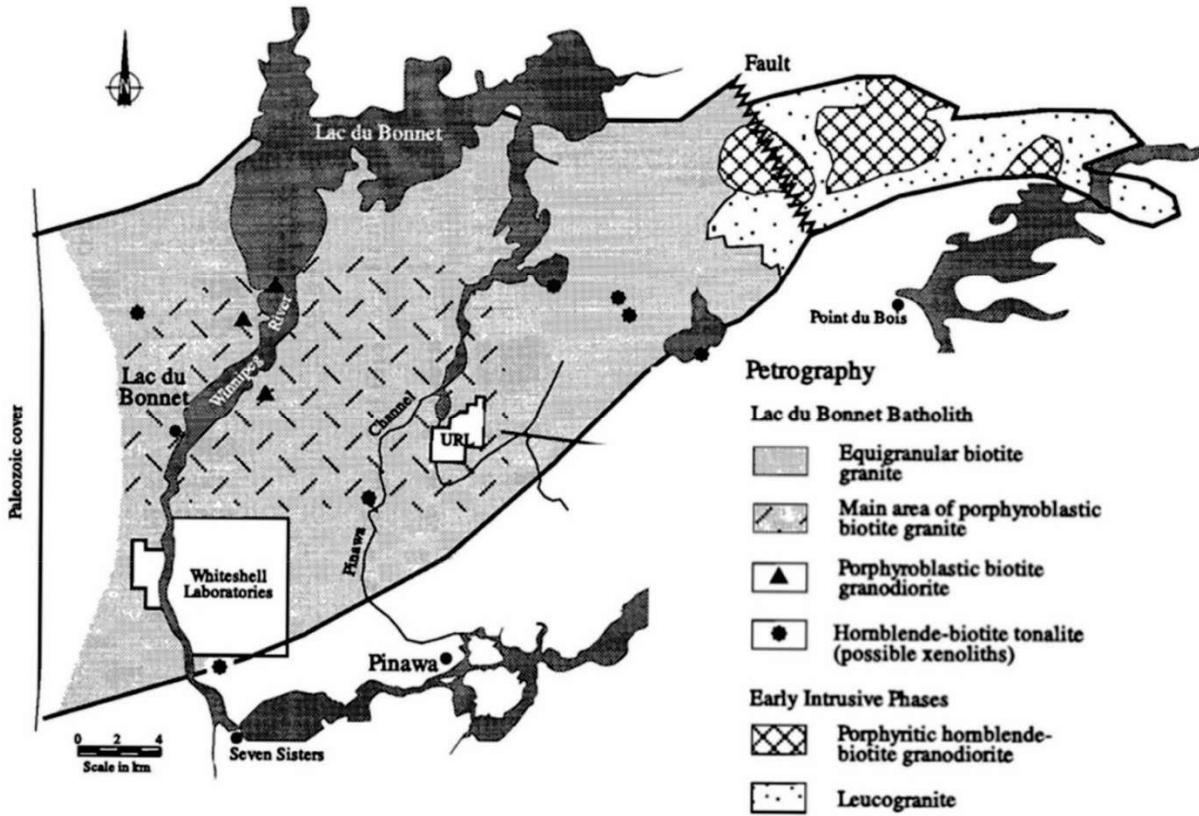 Fault
Lac du Bonnet
Point du Bois
River
Winnipeg
Lac du
Bonnet
Channel
URL
Pinawa
Paleozoic cover
Whiteshell
Laboratories
Pinawa
Seven Sisters
0 2 4
Scale in km
Petrography
Lac du Bonnet Batholith
Equigranular biotite
granite
Main area of porphyroblastic
biotite granite
Porphyroblastic biotite
granodiorite
Hornblende-biotite tonalite
(possible xenoliths)
Early Intrusive Phases
Porphyritic hornblende-
biotite granodiorite
Leucogranite